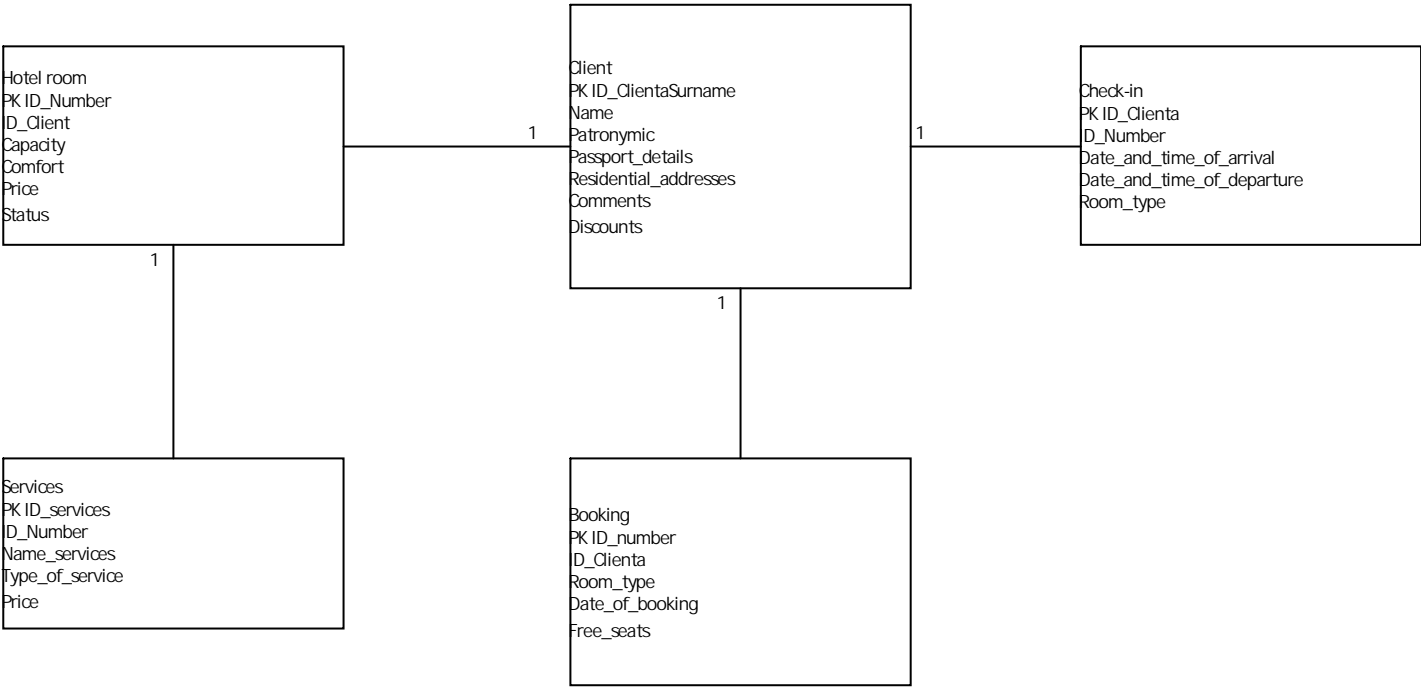 Hotel room
PK ID_Number
ID_Client
Capacity
Comfort
Price
Status
1
1
Client
PK ID_ClientaSurname
Name
Patronymic
Passport_details
Residential_addresses
Comments
Discounts
1
1
Check-in
PK ID_Clienta
ID_Number
Date_and_time_of_arrival
Date_and_time_of_departure
Room_type
Services
PK ID_services
ID_Number
Name_services
Type_of_service
Price
Booking
PK ID_number
ID_Clienta
Room_type
Date_of_booking
Free_seats